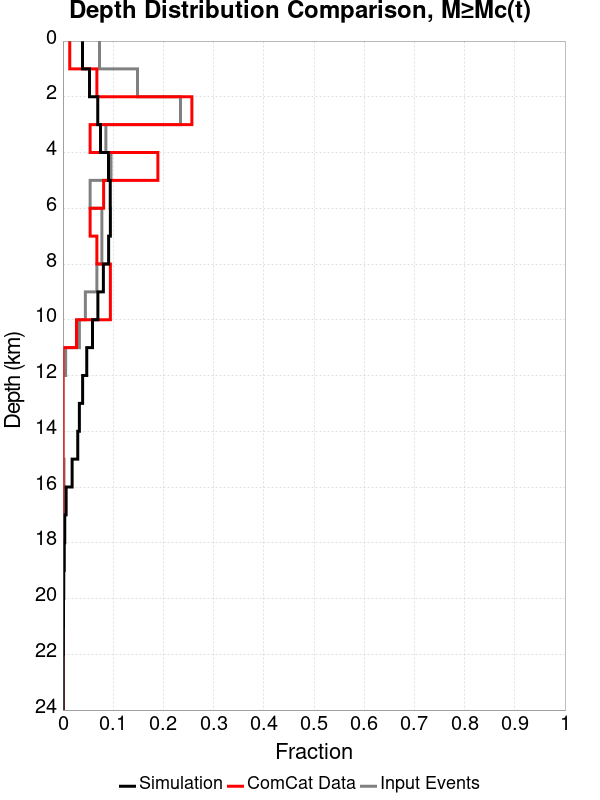 Depth Distribution Comparison, M≥Mc(t)
0
2
4
6
8
10
12
14
16
18
20
22
24
Depth (km)
0 0.1 0.2 0.3 0.4 0.5 0.6 0.7 0.8 0.9 1
Fraction
Simulation ComCat Data Input Events